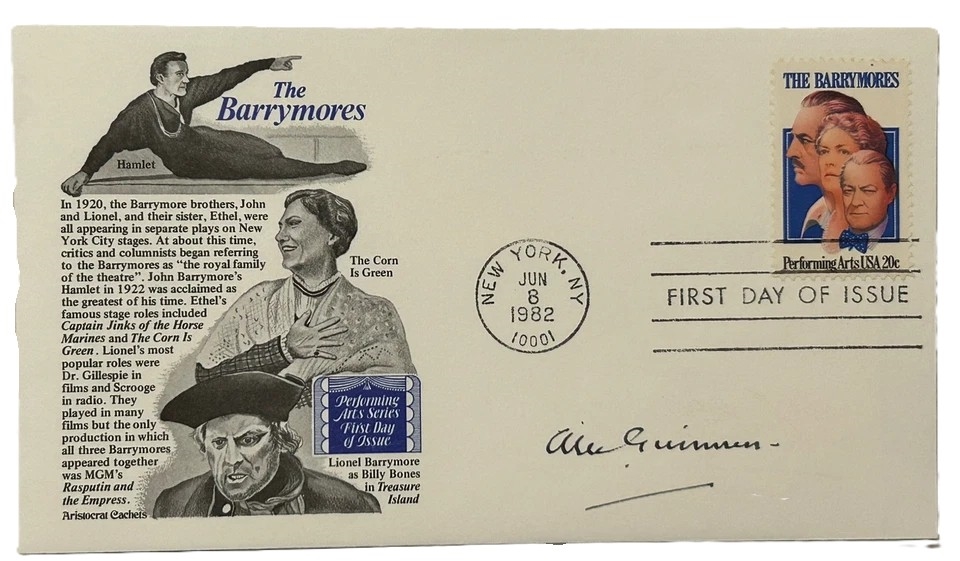 The
Barrymores
Hamlet
In 1920, the Barrymore brothers, John
and Lionel, and their sister, Ethel, were
all appearing in separate plays on New
York City stages. At about this time,
critics and columnists began referring
to the Barrymores as “the royal family
of the theatre”. John Barrymore's
Hamlet in 1922 was acclaimed as
the greatest of his time. Ethel's
famous stage roles included
Captain Jinks of the Horse
Marines and The Corn Is
Green. Lionel's most
popular roles were
Dr. Gillespie in
films and Scrooge
in radio. They
played in many
films but the only
production in which
all three Barrymores
appeared together
was MGM's
Rasputin and
the Empress.
Aristocrat Cachets
The Corn
Is Green
Performing
Arts Series
First Day
of Issue
Lionel Barrymore
as Billy Bones
in Treasure
Island
NEW YORK, NY
JUN
8
1982
10001
THE BARRYMORES
Performing Arts USA 20c
FIRST DAY OF ISSUE
Alec Guinness